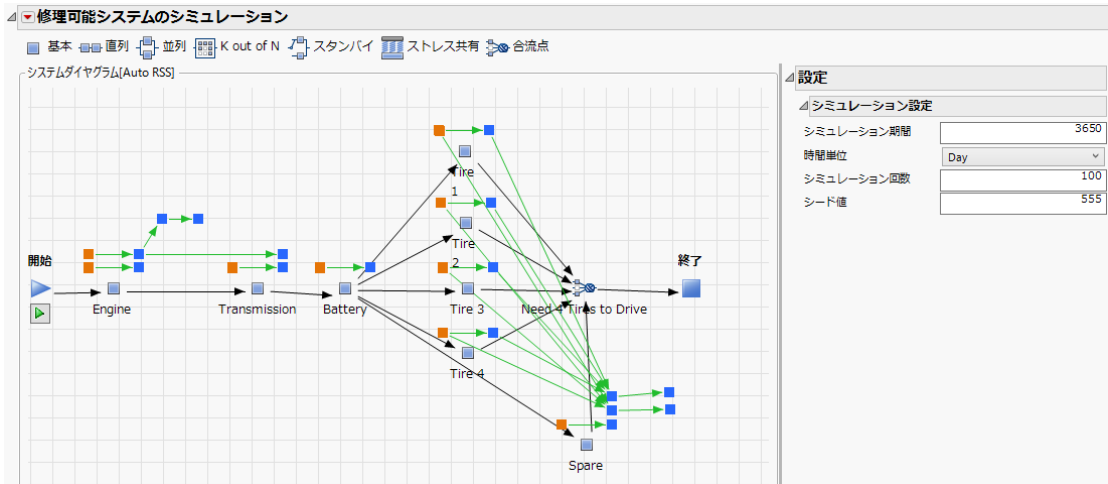 修理可能システムのシミュレーション
基本 直列 並列 K out of N スタンバイ ストレス共有 合流点
システムダイヤグラム[Auto RSS]
設定
シミュレーション設定
シミュレーション期間 3650
時間単位 Day
シミュレーション回数 100
シード値 555
Tire
1
Tire
2
開始
終了
Engine
Transmission
Battery
Tire 3
Need 4 Tires to Drive
Tire 4
Spare